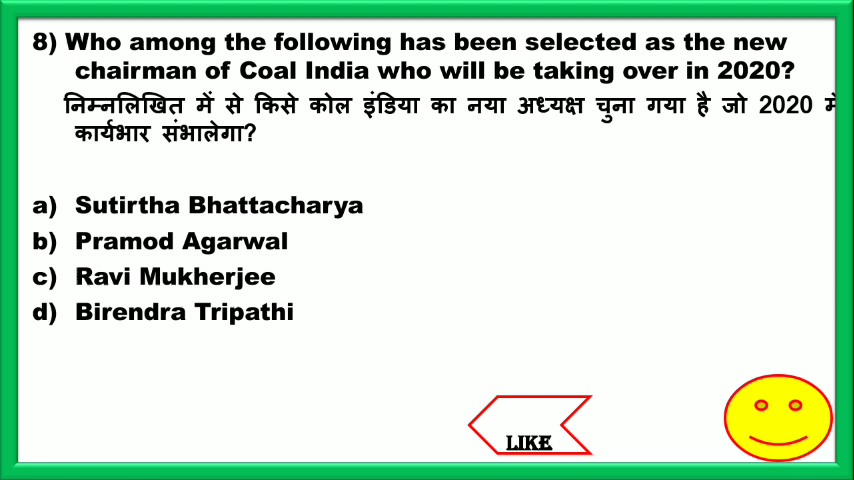 8) Who among the following has been selected as the new
chairman of Coal India who will be taking over in 2020?
निम्नलिखित में से किसे कोल इंडिया का नया अध्यक्ष चुना गया है जो 2020 में
कार्यभार संभालेगा?
a) Sutirtha Bhattacharya
b) Pramod Agarwal
c) Ravi Mukherjee
d) Birendra Tripathi
LIKE